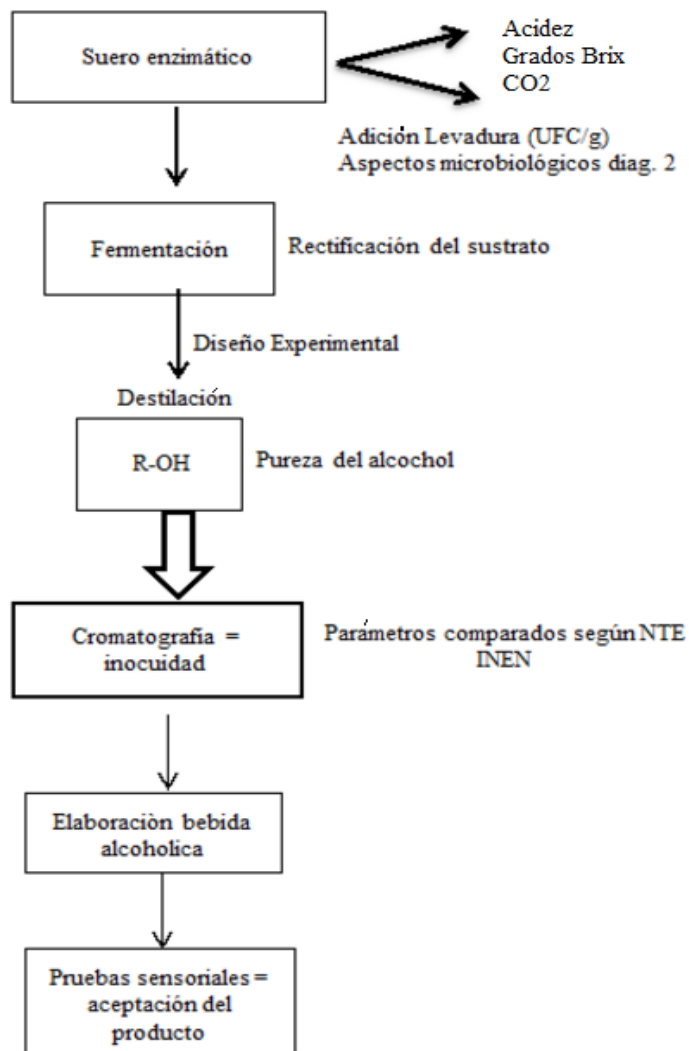 Suero enzimático
Acidez
Grados Brix
CO2
Adición Levadura (UFC/g)
Aspectos microbiológicos diag. 2
Fermentación
Rectificación del sustrato
Diseño Experimental
Destilación
R-OH
Pureza del alcochol
Cromatografía =
inocuidad
Parámetros comparados según NTE
INEN
Elaboraciòn bebida
alcoholica
Pruebas sensoriales =
aceptación del
producto